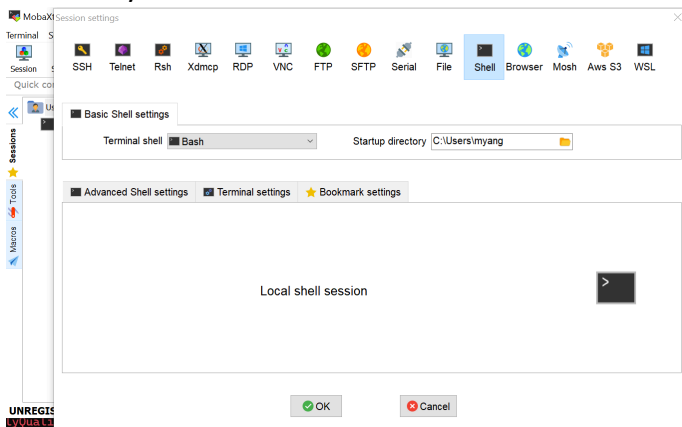 MobaXt
Session settings
Terminal S
Session
SSH Telnet Rsh Xdmcp RDP VNC FTP SFTP Serial File Shell Browser Mosh Aws S3 WSL
Quick con
Us
Basic Shell settings
Terminal shell Bash Startup directory C:\Users\myang
Sessions
Tools
Macros
Advanced Shell settings Terminal settings Bookmark settings
Local shell session
OK Cancel
UNREGIS